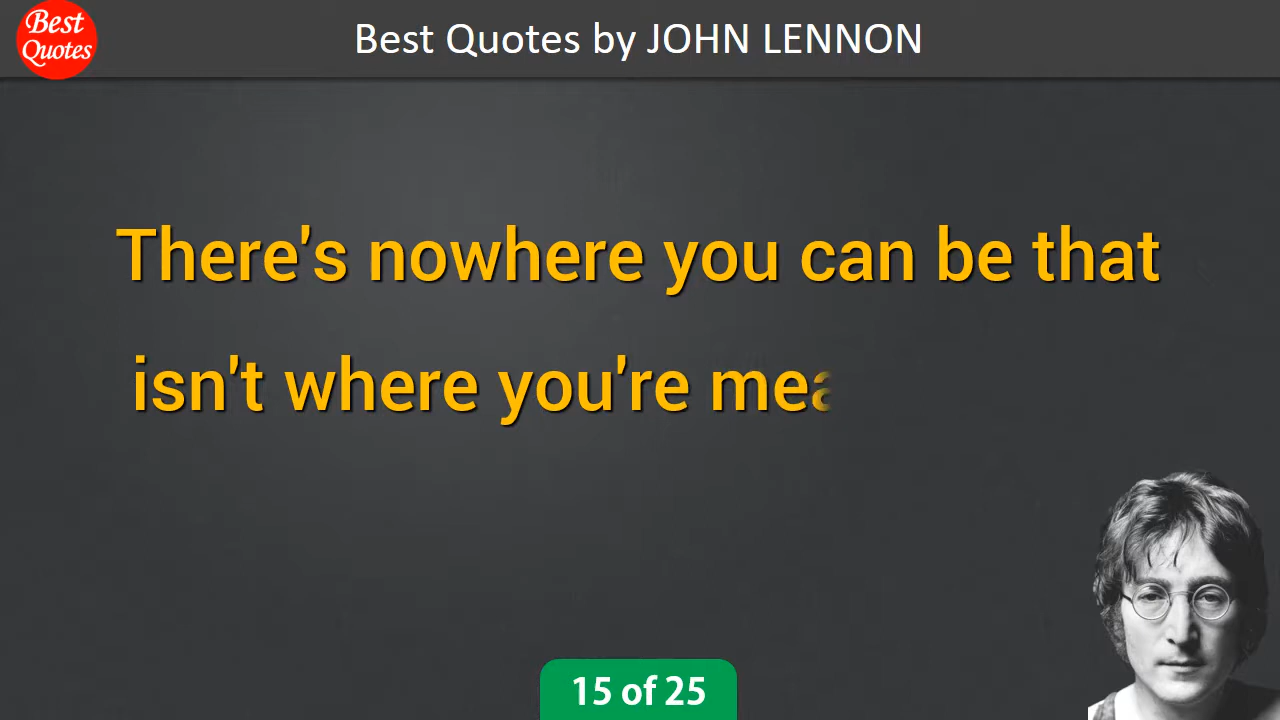 Best
Quotes
Best Quotes by JOHN LENNON
There's nowhere you can be that
isn't where you're mea
15 of 25